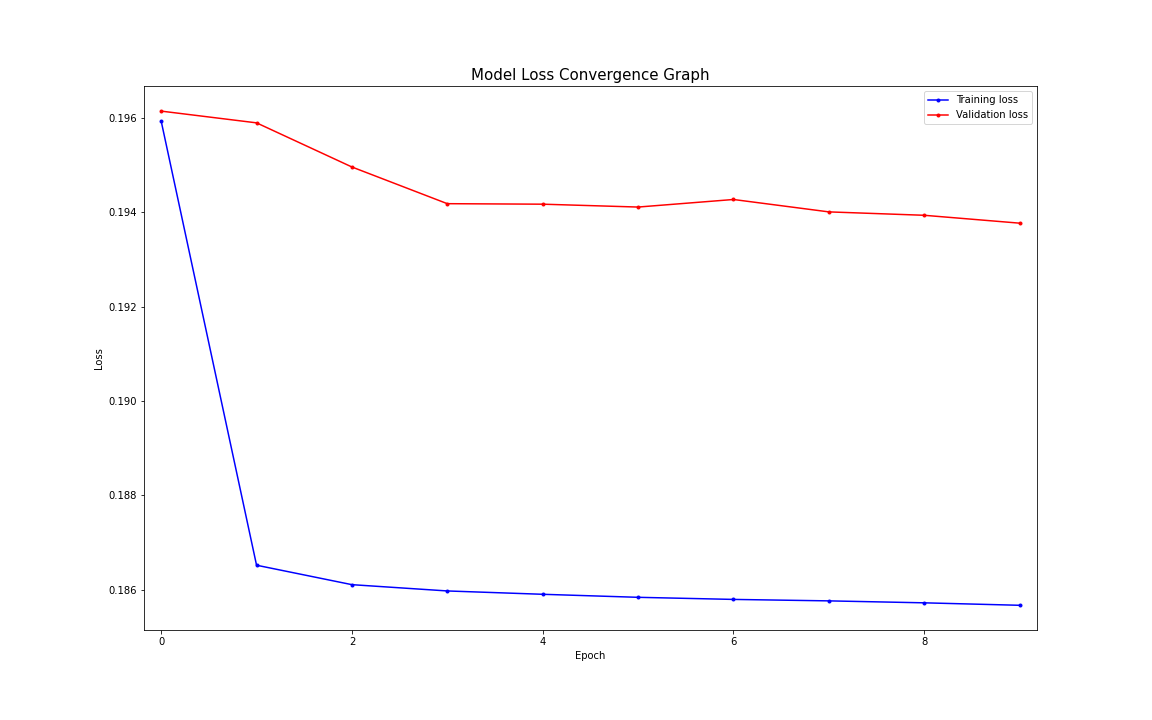 Model Loss Convergence Graph
Training loss
Validation loss
0.196
0.194
0.192
0.190
0.188
0.186
Loss
0 2 4 6 8
Epoch